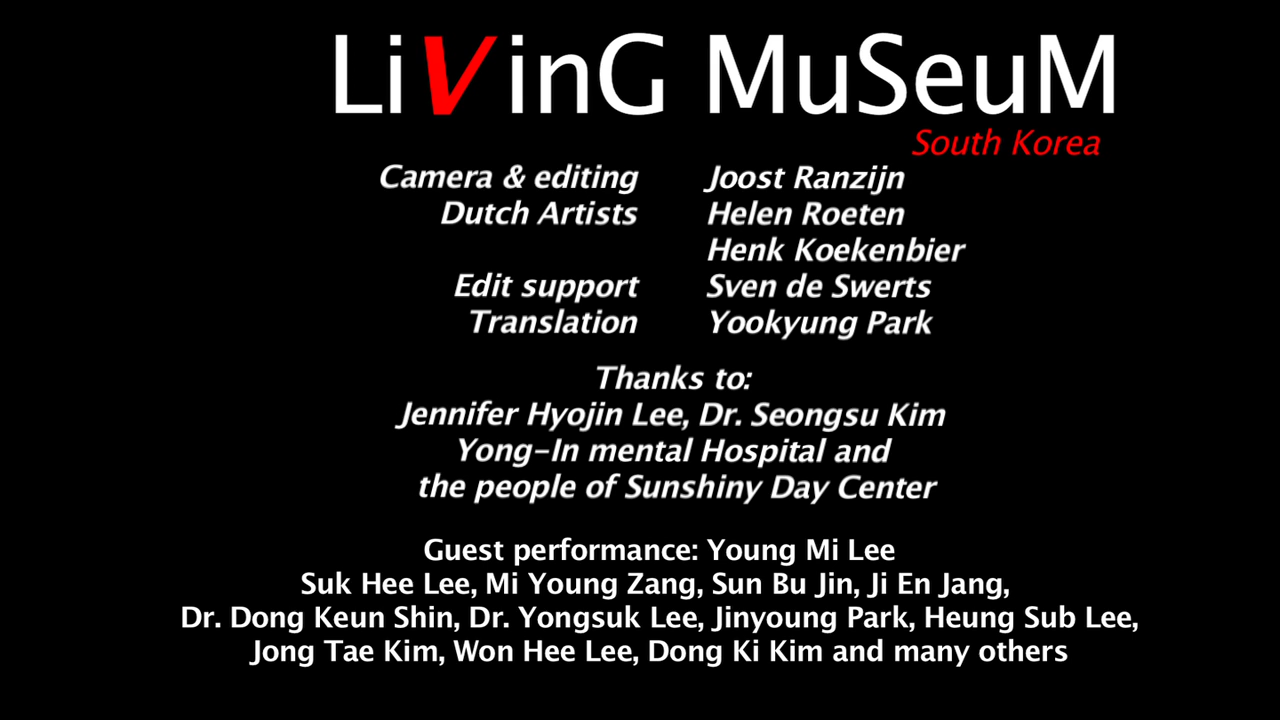 LiVinG MuSeuM
South Korea
Camera & editing Joost Ranzijn
Dutch Artists Helen Roeten
Henk Koekenbier
Edit support Sven de Swerts
Translation Yookyung Park
Thanks to:
Jennifer Hyojin Lee, Dr. Seongsu Kim
Yong-In mental Hospital and
the people of Sunshiny Day Center
Guest performance: Young Mi Lee
Suk Hee Lee, Mi Young Zang, Sun Bu Jin, Ji En Jang,
Dr. Dong Keun Shin, Dr. Yongsuk Lee, Jinyoung Park, Heung Sub Lee,
Jong Tae Kim, Won Hee Lee, Dong Ki Kim and many others